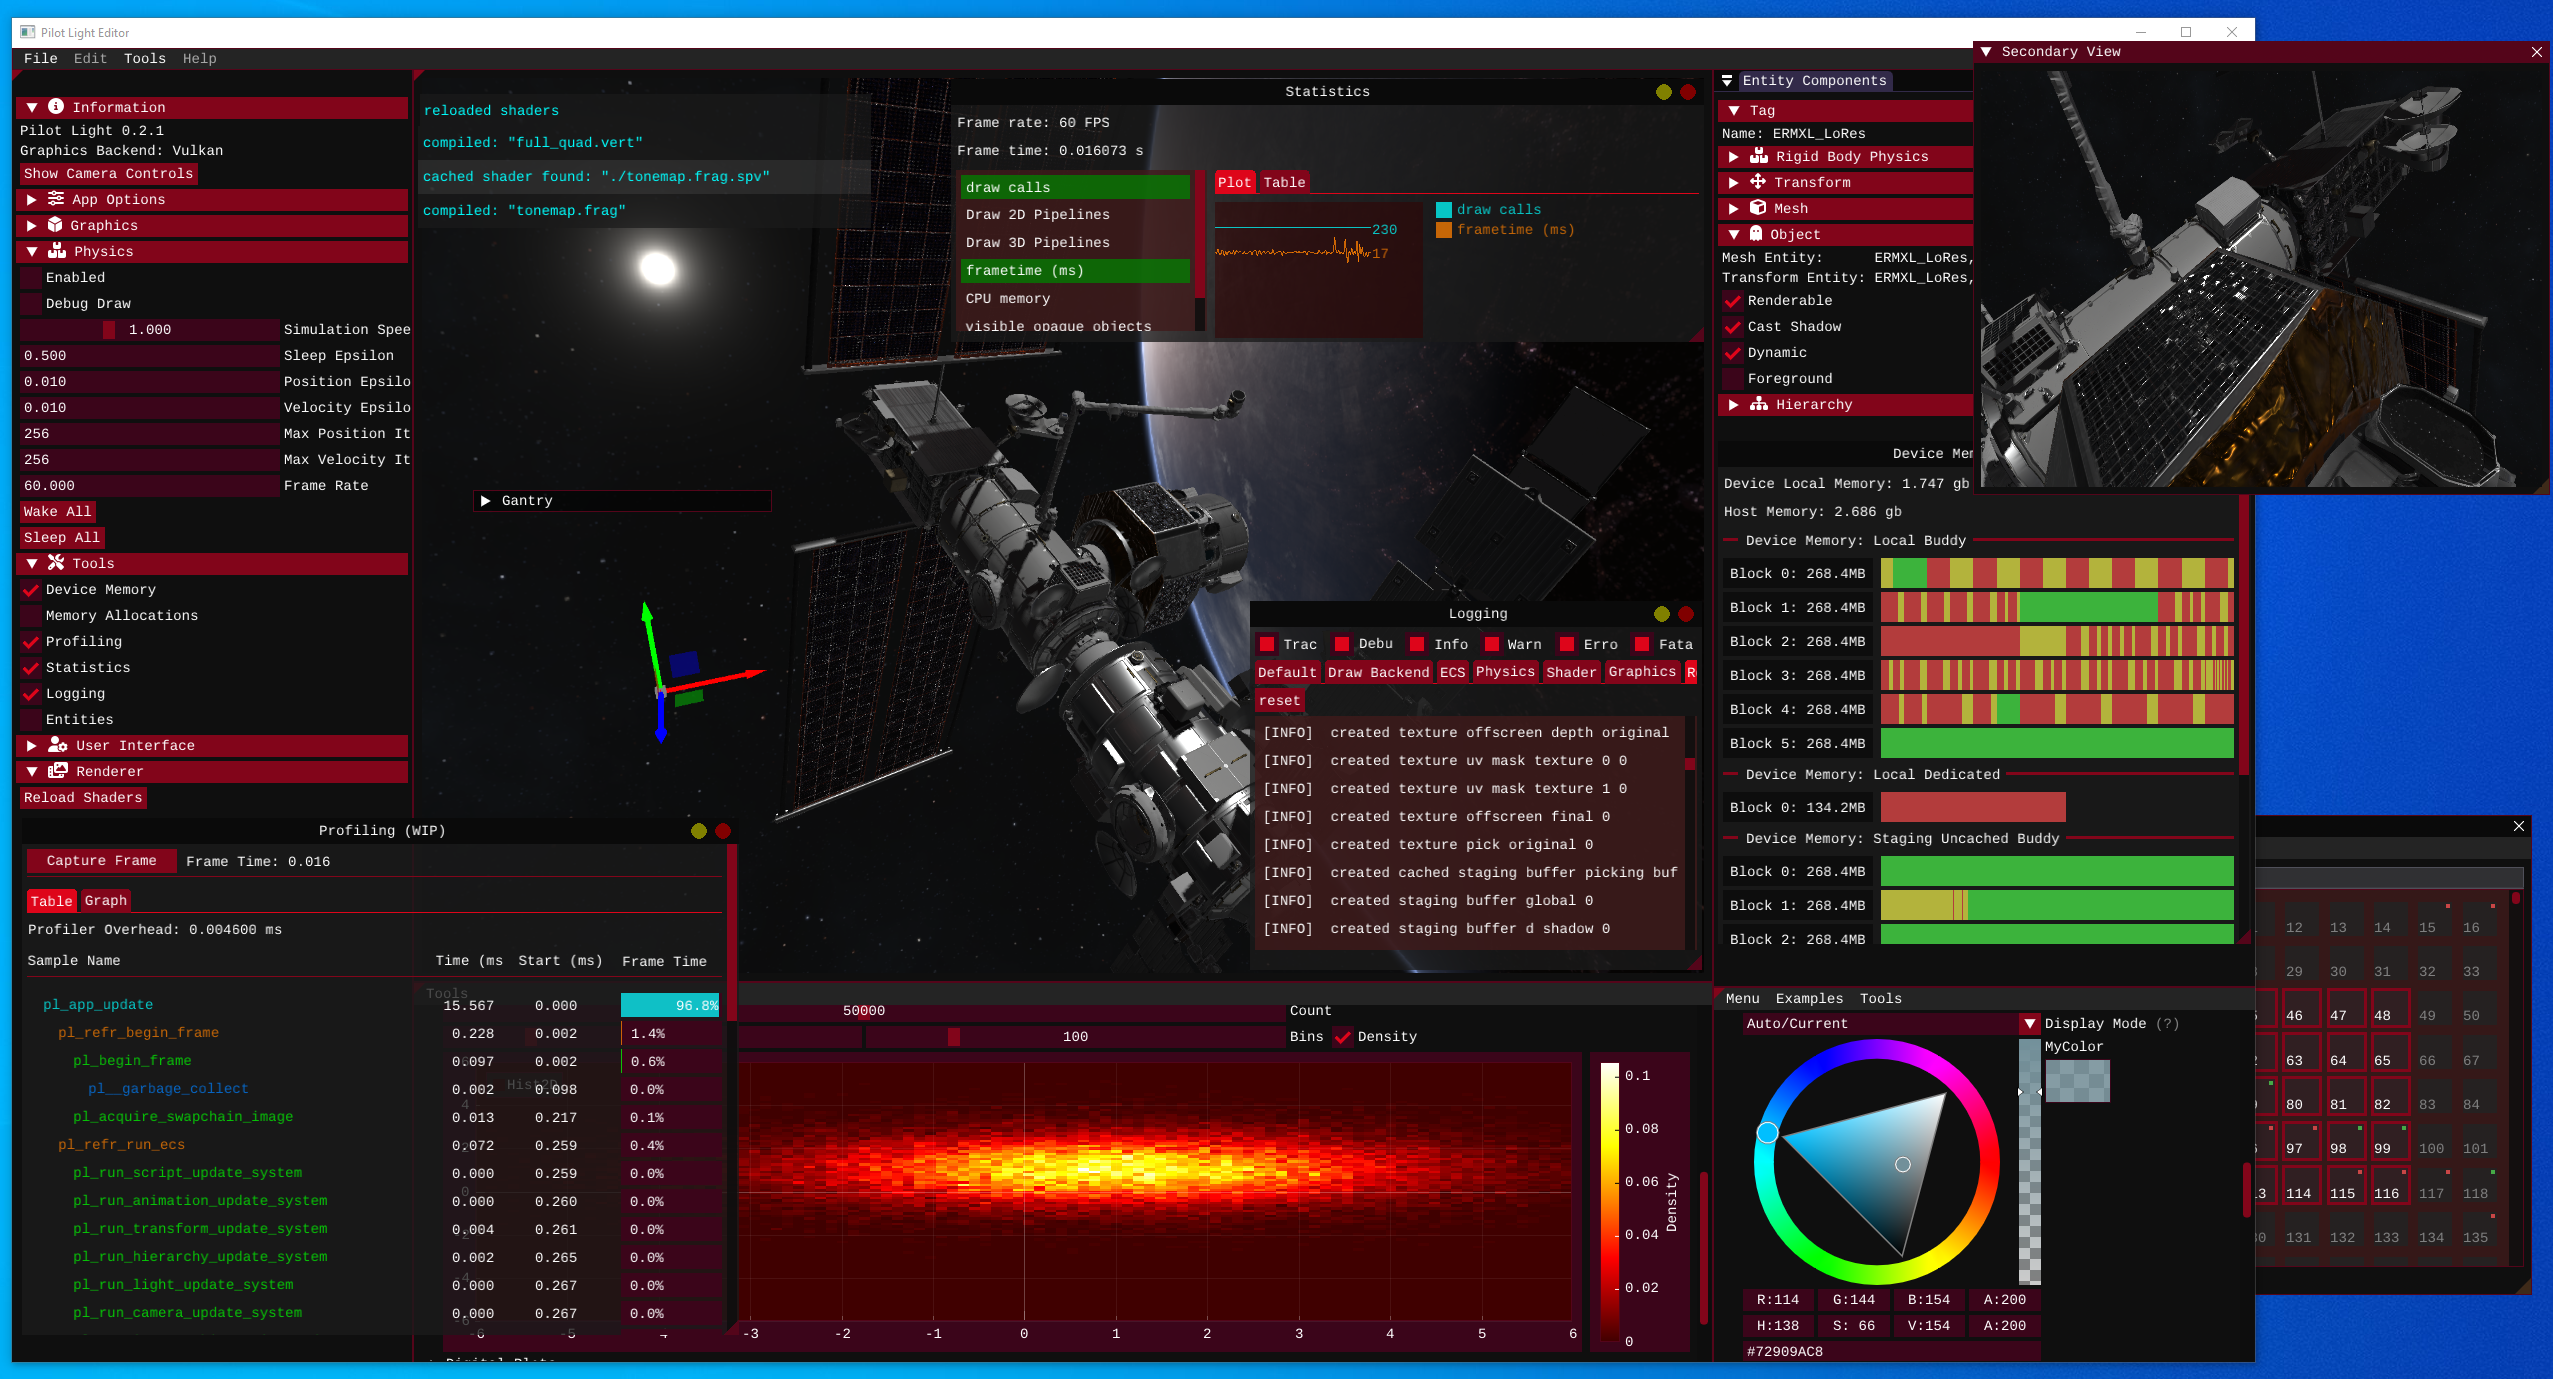 Pilot Light Editor
File Edit Tools Help
Information
Pilot Light 0.2.1
Graphics Backend: Vulkan
Show Camera Controls
App Options
Graphics
Physics
Enabled
Debug Draw
1.000 Simulation Spee
0.500 Sleep Epsilon
0.010 Position Epsilo
0.010 Velocity Epsilo
256 Max Position It
256 Max Velocity It
60.000 Frame Rate
Wake All
Sleep All
Tools
Device Memory
Memory Allocations
Profiling
Statistics
Logging
Entities
User Interface
Renderer
Reload Shaders
reloaded shaders
compiled: "full_quad.vert"
cached shader found: "./tonemap.frag.spv"
compiled: "tonemap.frag"
Gantry
Statistics
Frame rate: 60 FPS
Frame time: 0.016073 s
draw calls
Draw 2D Pipelines
Draw 3D Pipelines
frametime (ms)
CPU memory
visible opaque objects
Plot Table
230
17
draw calls
frametime (ms)
Logging
Trac Debu Info Warn Erro Fata
Default Draw Backend ECS Physics Shader Graphics R
reset
[INFO] created texture offscreen depth original
[INFO] created texture uv mask texture 0 0
[INFO] created texture uv mask texture 1 0
[INFO] created texture offscreen final 0
[INFO] created texture pick original 0
[INFO] created cached staging buffer picking buf
[INFO] created staging buffer global 0
[INFO] created staging buffer d shadow 0
Entity Components
Tag
Name: ERMXL_LoRes
Rigid Body Physics
Transform
Mesh
Object
Mesh Entity: ERMXL_LoRes,
Transform Entity: ERMXL_LoRes,
Renderable
Cast Shadow
Dynamic
Foreground
Hierarchy
Secondary View
Device Mem
Device Local Memory: 1.747 gb
Host Memory: 2.686 gb
Device Memory: Local Buddy
Block 0: 268.4MB
Block 1: 268.4MB
Block 2: 268.4MB
Block 3: 268.4MB
Block 4: 268.4MB
Block 5: 268.4MB
Device Memory: Local Dedicated
Block 0: 134.2MB
Device Memory: Staging Uncached Buddy
Block 0: 268.4MB
Block 1: 268.4MB
Block 2: 268.4MB
Profiling (WIP)
Capture Frame Frame Time: 0.016
Table Graph
Profiler Overhead: 0.004600 ms
Sample Name Time (ms Start (ms) Frame Time
pl_app_update 15.567 0.000 96.8%
pl_refr_begin_frame 0.228 0.002 1.4%
pl_begin_frame 0.097 0.002 0.6%
pl__garbage_collect 0.002 0.098 0.0%
pl_acquire_swapchain_image 0.013 0.217 0.1%
pl_refr_run_ecs 0.072 0.259 0.4%
pl_run_script_update_system 0.000 0.259 0.0%
pl_run_animation_update_system 0.000 0.260 0.0%
pl_run_transform_update_system 0.004 0.261 0.0%
pl_run_hierarchy_update_system 0.002 0.265 0.0%
pl_run_light_update_system 0.000 0.267 0.0%
pl_run_camera_update_system 0.000 0.267 0.0%
Tools
50000 Count
100 Bins Density
Hist2D
-6 -5 -4 -3 -2 -1 0 1 2 3 4 5 6
0.1
0.08
0.06
0.04
0.02
0
Density
Digital Plots
Menu Examples Tools
Auto/Current Display Mode (?)
MyColor
R:114 G:144 B:154 A:200
H:138 S: 66 V:154 A:200
#72909AC8
12 13 14 15 16
29 30 31 32 33
46 47 48 49 50
63 64 65 66 67
80 81 82 83 84
97 98 99 100 101
114 115 116 117 118
131 132 133 134 135